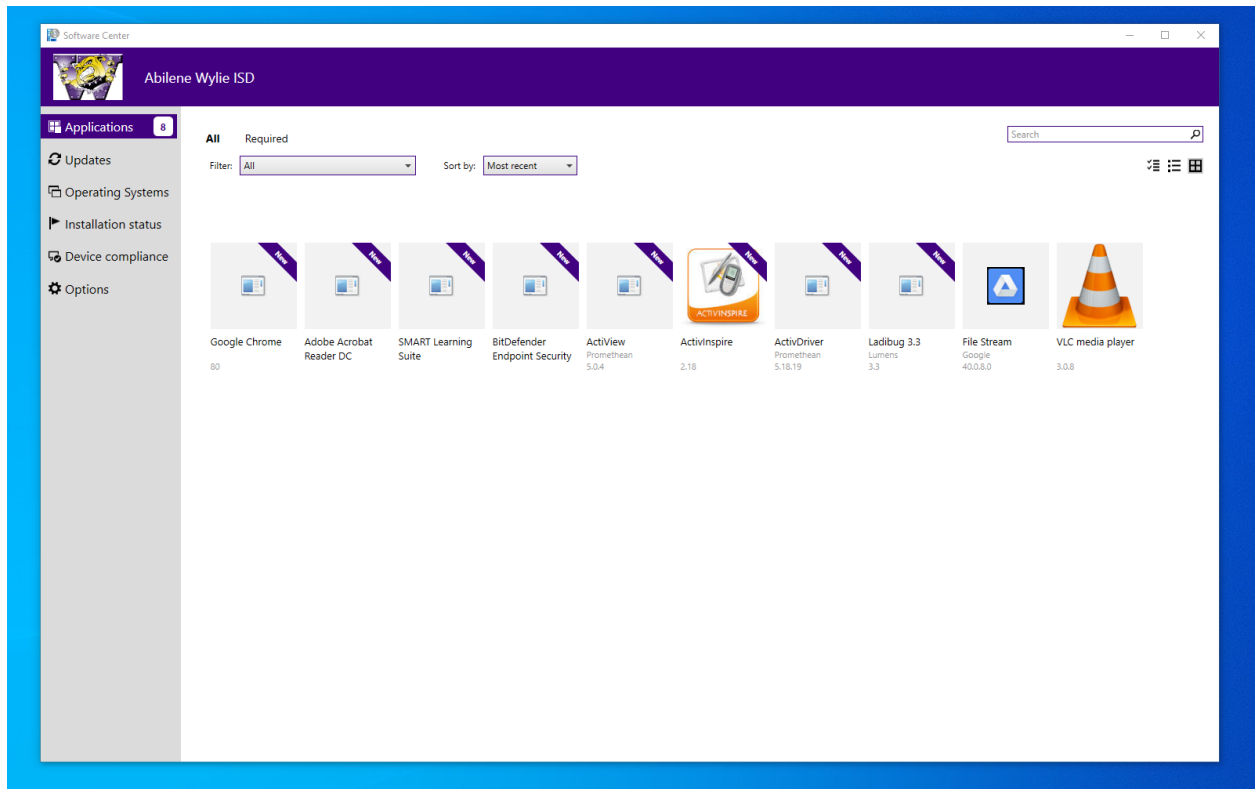 Software Center
Abilene Wylie ISD
Applications 8
Updates
Operating Systems
Installation status
Device compliance
Options
All Required
Search
Filter: All Sort by: Most recent
New New New New New New New New
ACTIVINSPIRE
Google Chrome
80
Adobe Acrobat
Reader DC
SMART Learning
Suite
BitDefender
Endpoint Security
ActiView
Promethean
5.0.4
ActivInspire
2.18
ActivDriver
Promethean
5.18.19
Ladibug 3.3
Lumens
3.3
File Stream
Google
40.0.8.0
VLC media player
3.0.8